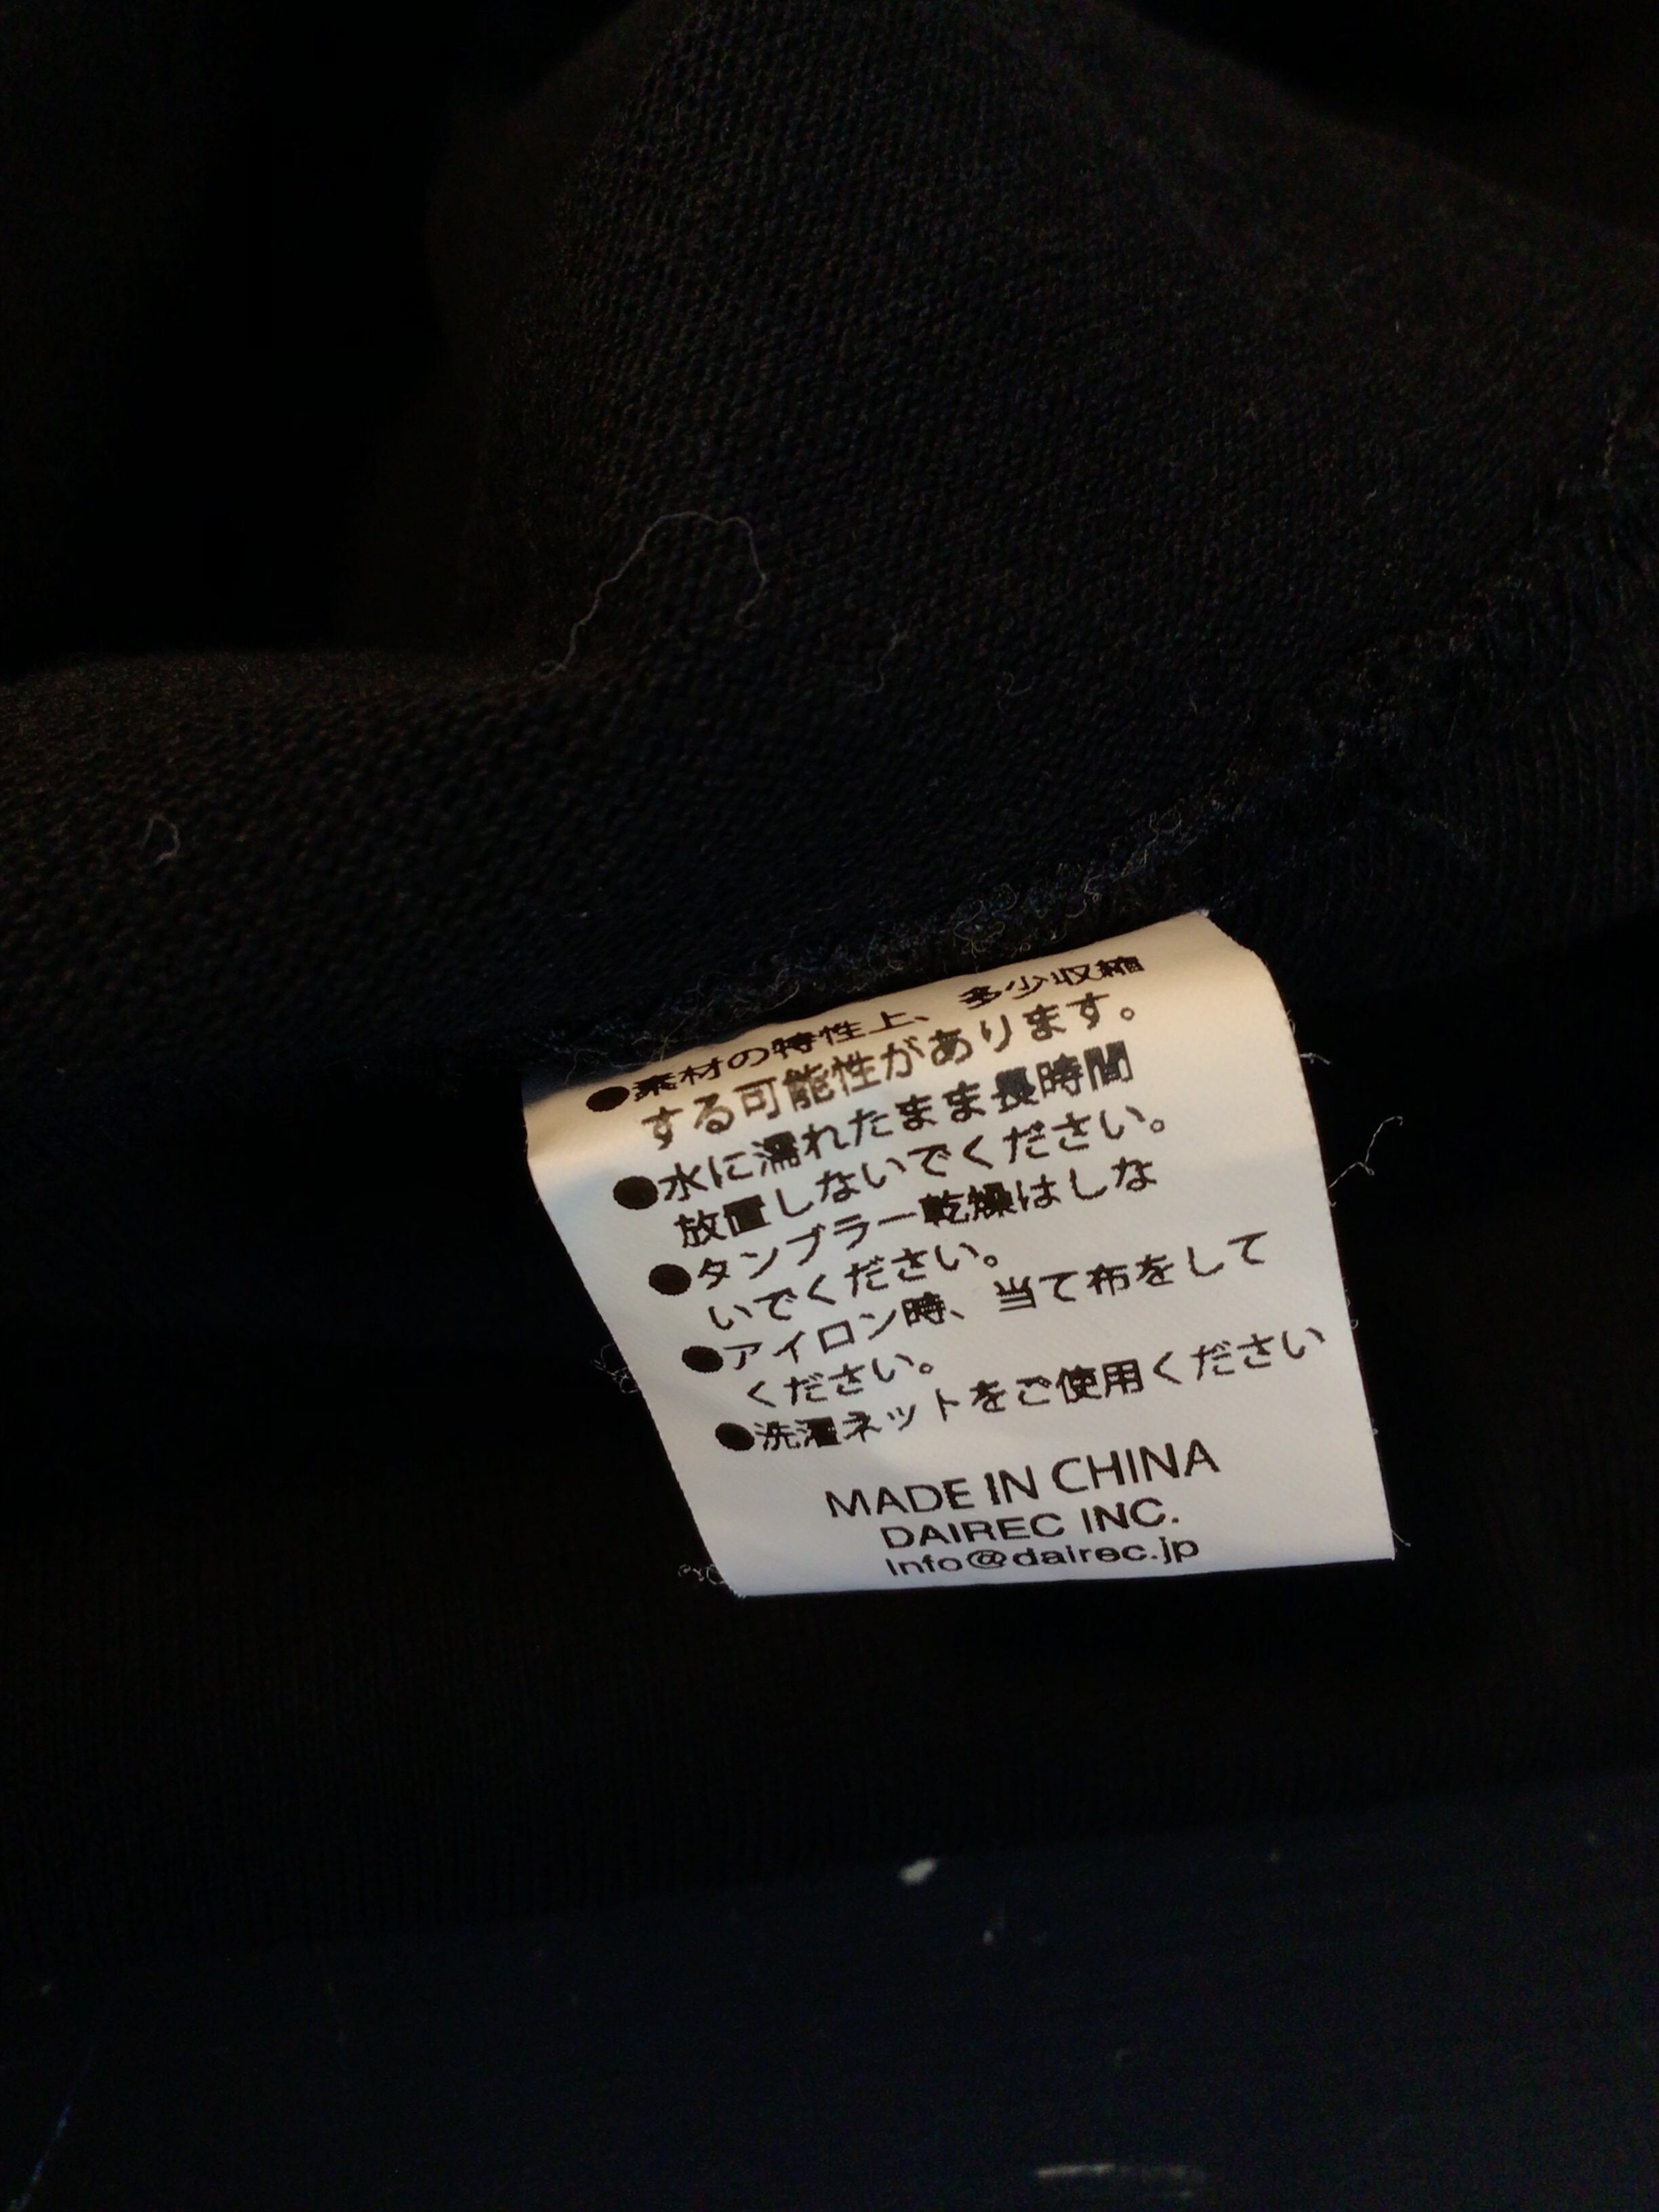 ●素材の特性上、多少収縮
する可能性があります。
●水に濡れたまま長時間
放置しないでください。
●タンブラー乾燥はしな
いでください。
●アイロン時、当て布をして
ください。
●洗濯ネットをご使用ください
MADE IN CHINA
DAIREC INC.
info@dairec.jp